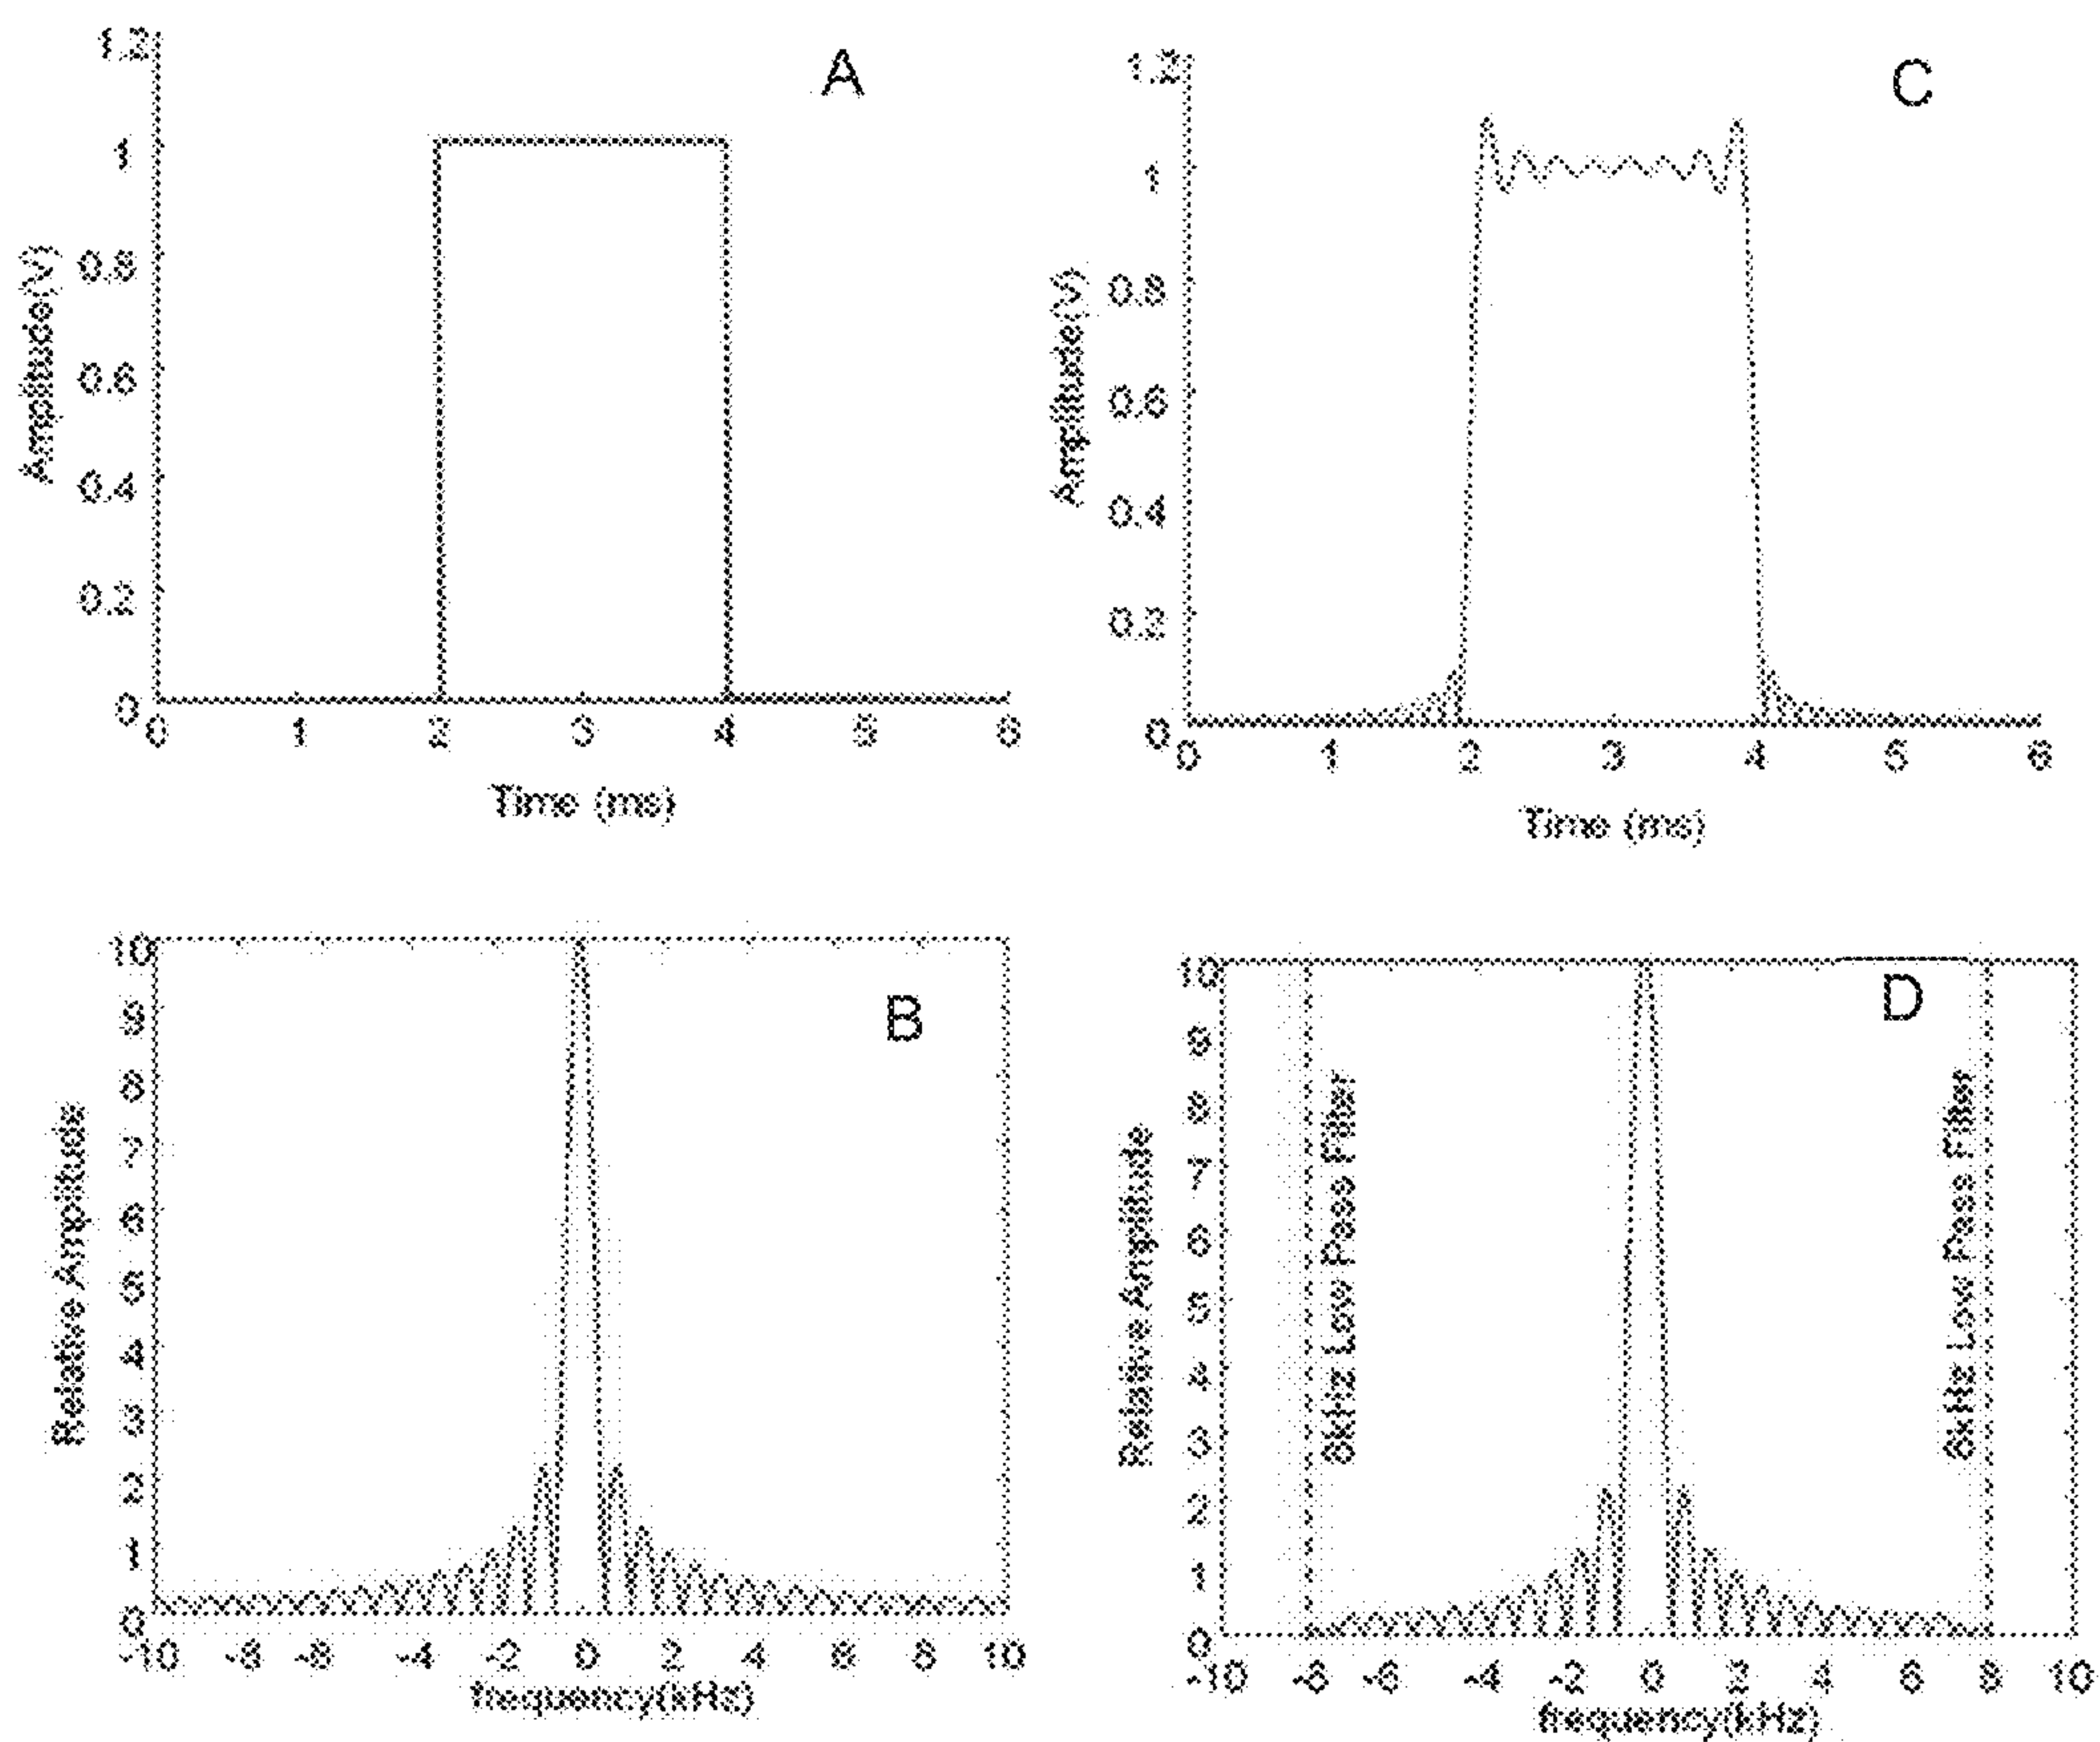 A
1.2
1
0.8
0.6
0.4
0.2
0
Amplitude(V)
0 1 2 3 4 5 6
Time (ms)
C
1.2
1
0.8
0.6
0.4
0.2
0
Amplitude(V)
0 1 2 3 4 5 6
Time (ms)
B
10
9
8
7
6
5
4
3
2
1
0
Relative Amplitude
-10 -8 -6 -4 -2 0 2 4 6 8 10
frequency(kHz)
D
10
9
8
7
6
5
4
3
2
1
0
Relative Amplitude
8kHz Low Pass Filter
8kHz Low Pass Filter
-10 -8 -6 -4 -2 0 2 4 6 8 10
frequency(kHz)